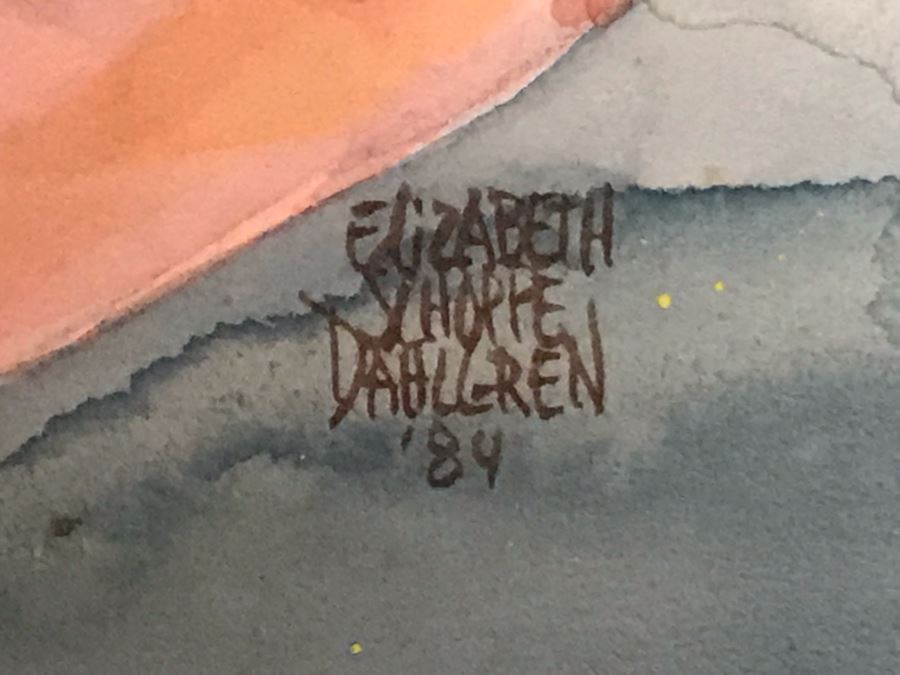 ELIZABETH
SCHOPPE
DAHLGREN
'84